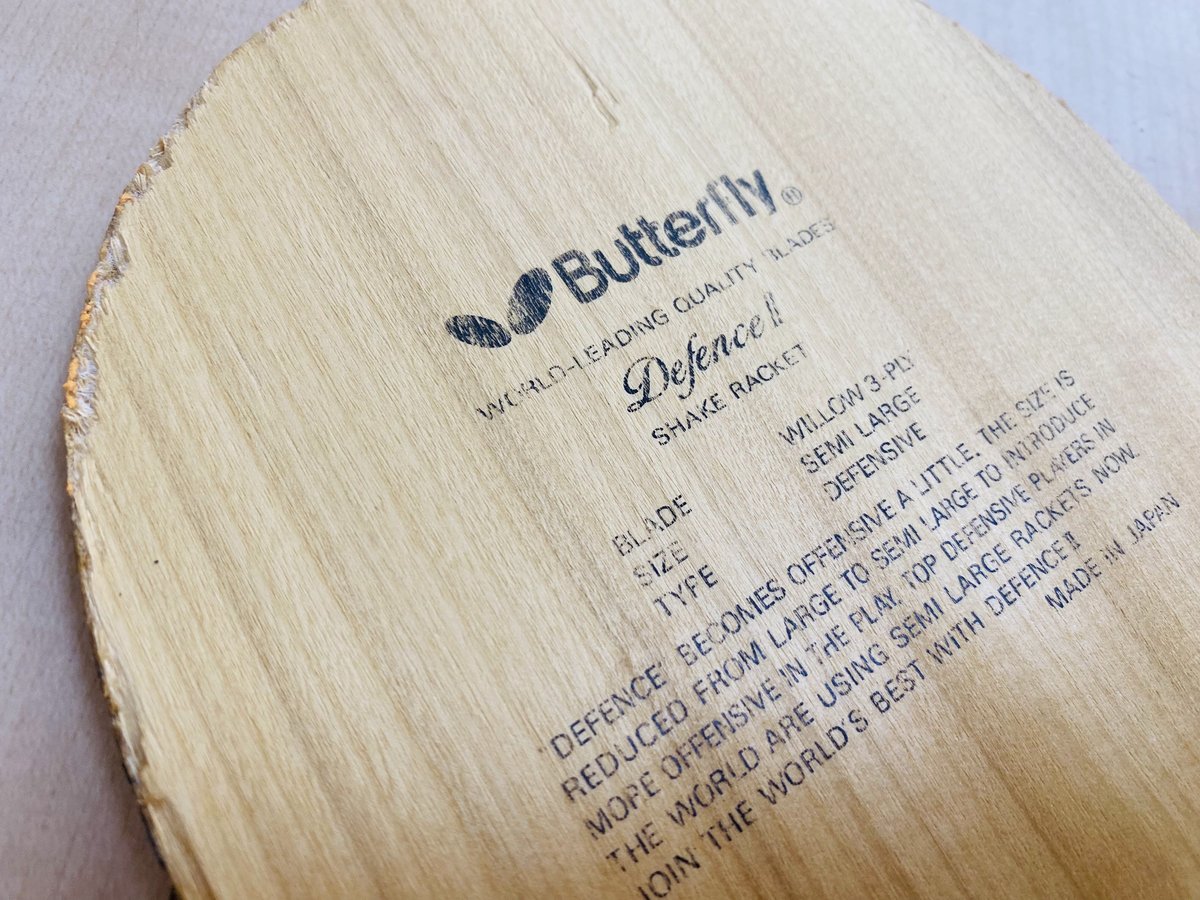 Butterfly®
WORLD-LEADING QUALITY BLADES
Defence II
SHAKE RACKET
BLADE WILLOW 3-PLY
SIZE SEMI LARGE
TYPE DEFENSIVE
'DEFENCE' BECOMES OFFENSIVE A LITTLE. THE SIZE IS
REDUCED FROM LARGE TO SEMI LARGE TO INTRODUCE
MORE OFFENSIVE IN THE PLAY. TOP DEFENSIVE PLAYERS IN
THE WORLD ARE USING SEMI LARGE RACKETS NOW.
JOIN THE WORLD'S BEST WITH DEFENCE II
MADE IN JAPAN